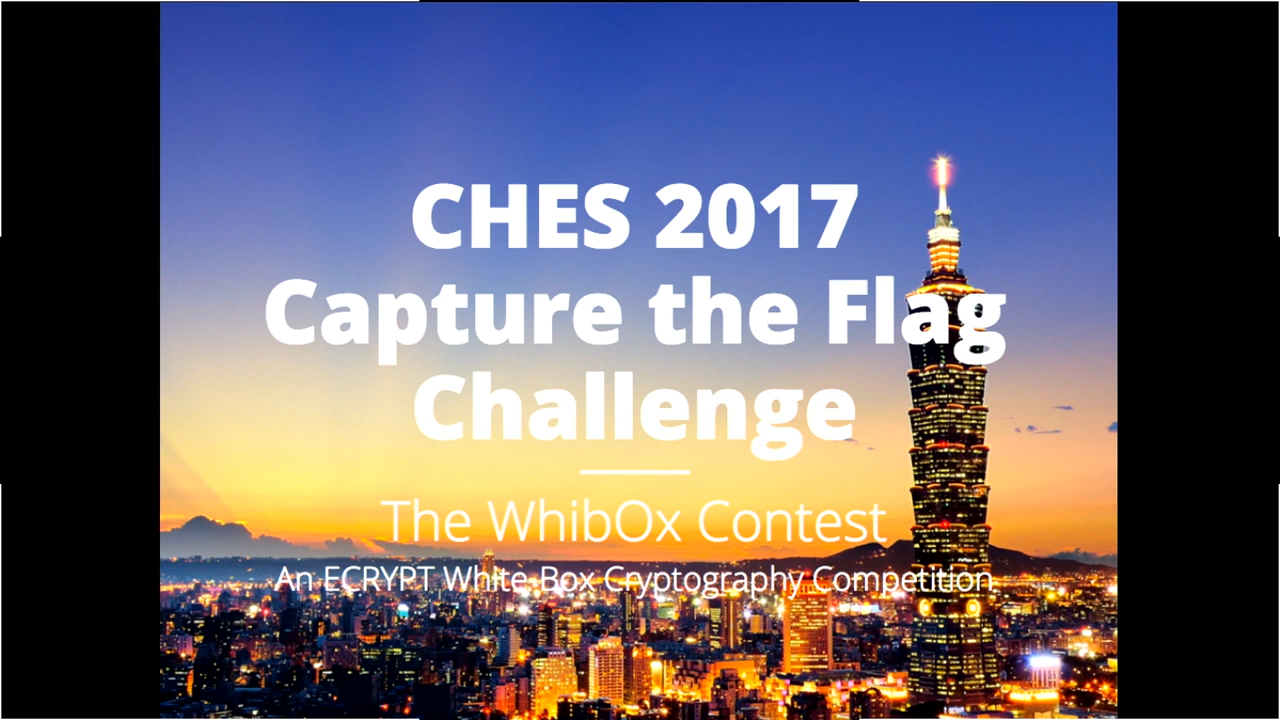 CHES 2017
Capture the Flag
Challenge
The WhibOx Contest
An ECRYPT White-Box Cryptography Competition